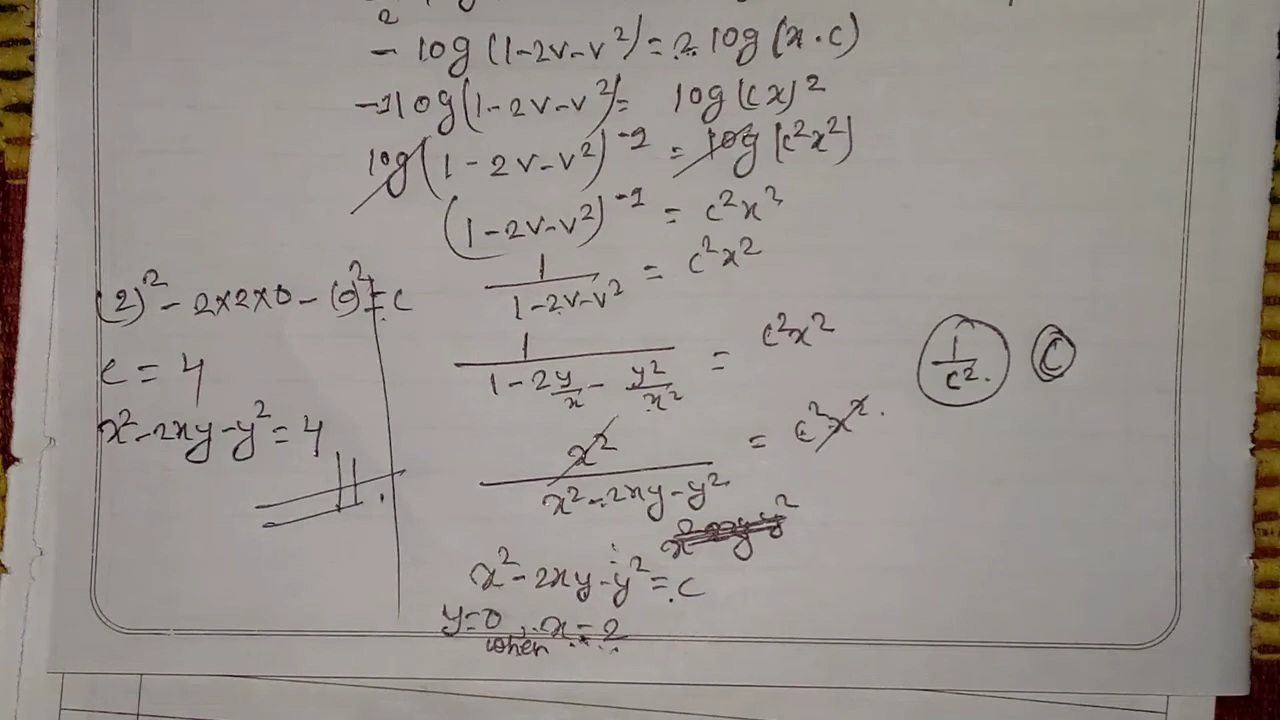 2
- log (1-2v-v²) = 2 log (x·c)
-1log(1-2v-v²) = log(cx)²
log(1-2v-v²)⁻¹ = log(c²x²)
(1-2v-v²)⁻¹ = c²x²
1/(1-2v-v²) = c²x²
1/(1-2y/x - y²/x²) = c²x²
x²/(x²-2xy-y²) = c²x².
x²-2xy-y² = c
y=0, x=2
when
(2)²-2×2×0-(0)²=c
c=4
x²-2xy-y²=4
1/c². C